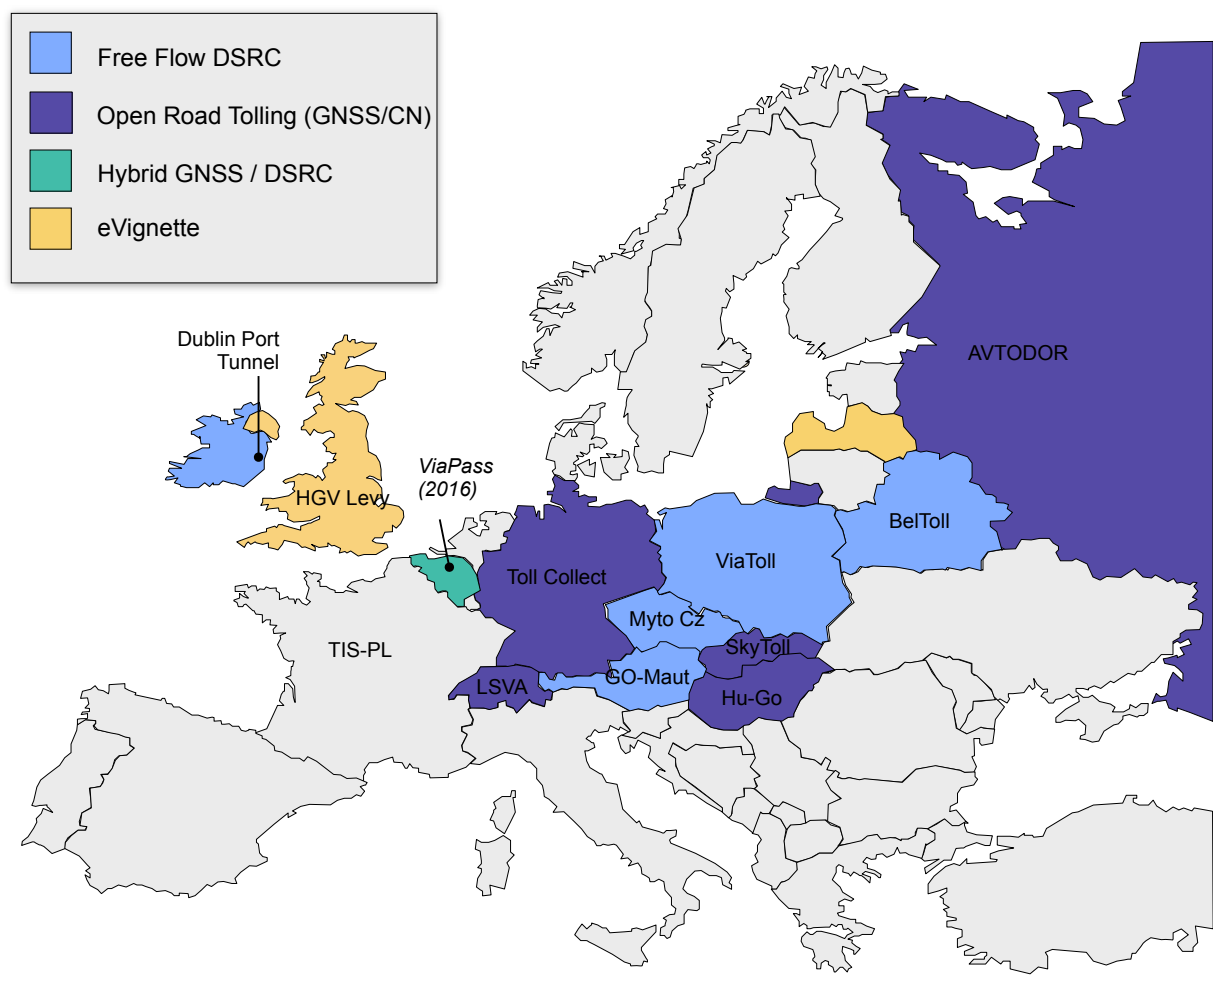 Free Flow DSRC
Open Road Tolling (GNSS/CN)
Hybrid GNSS / DSRC
eVignette
Dublin Port
Tunnel
AVTODOR
ViaPass
(2016)
HGV Levy
BelToll
ViaToll
Toll Collect
Myto Cz
TIS-PL
SkyToll
GO-Maut
LSVA
Hu-Go